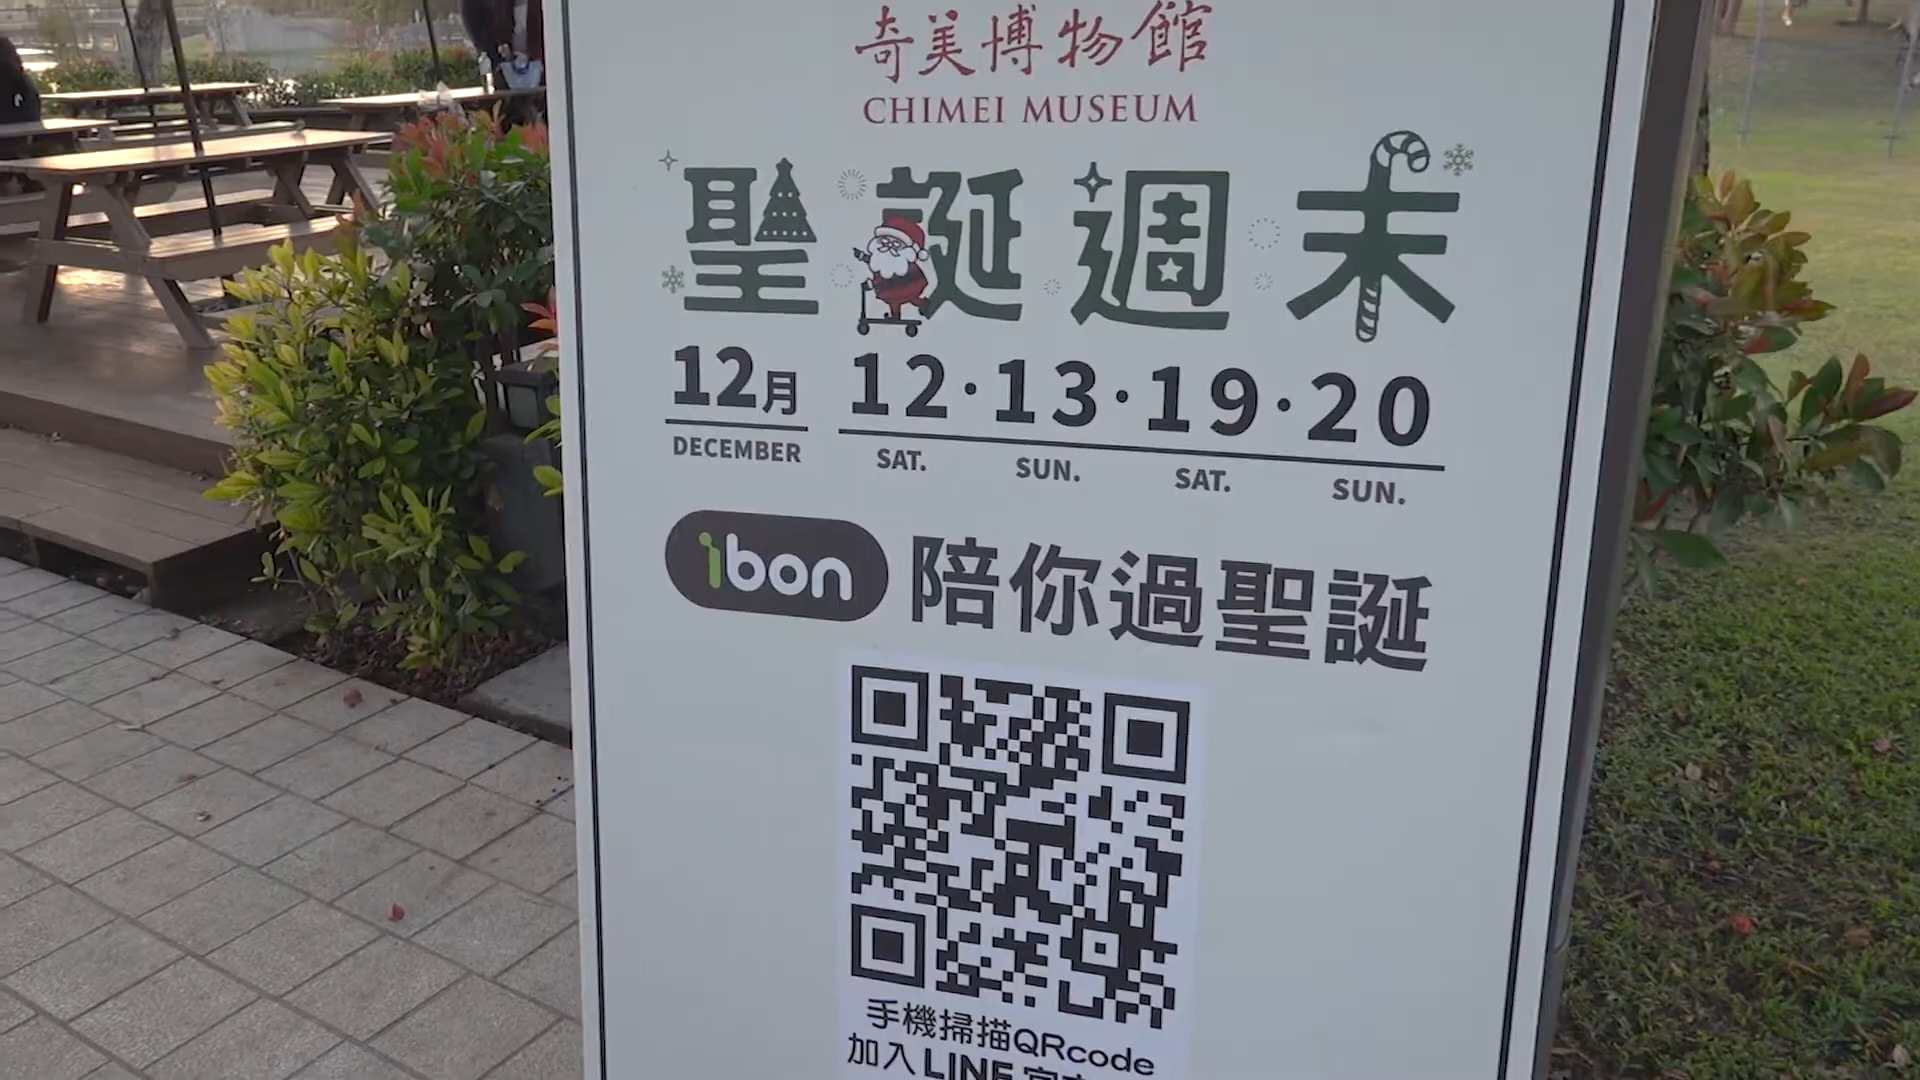 奇美博物館
CHIMEI MUSEUM
聖誕週末
12月 12·13·19·20
DECEMBER SAT. SUN. SAT. SUN.
ibon 陪你過聖誕
手機掃描QRcode
加入LINE